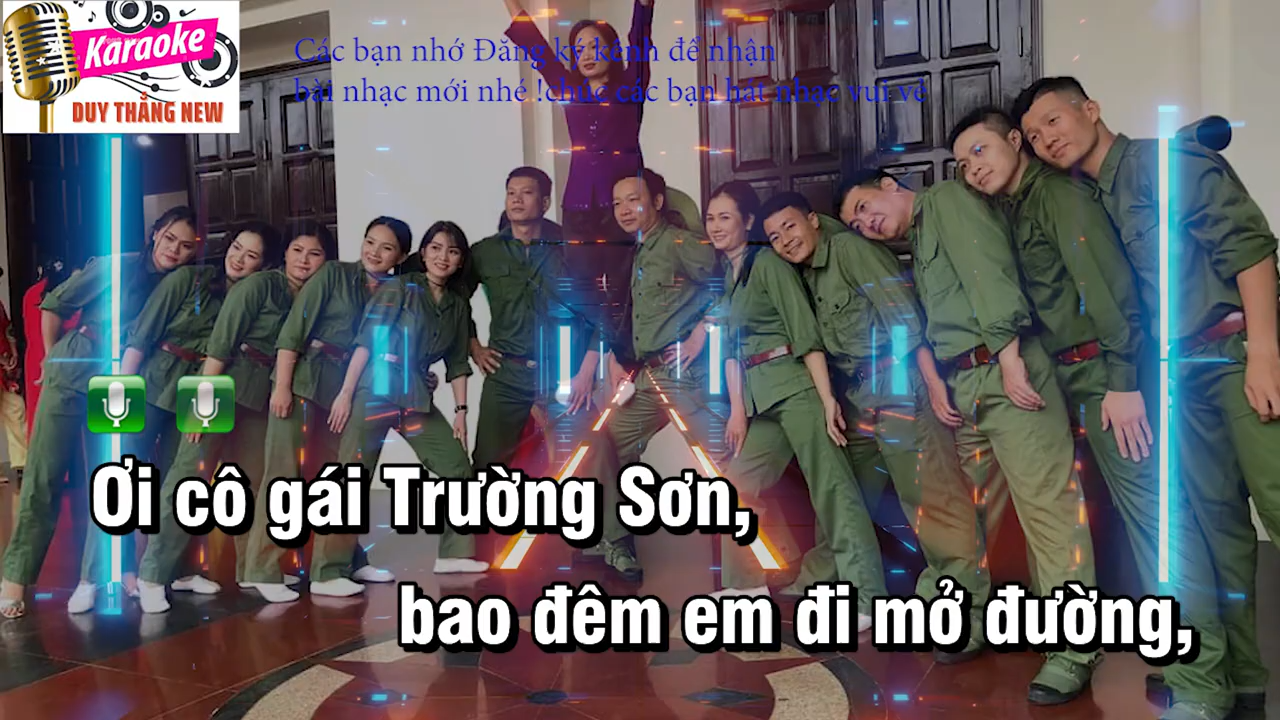 Karaoke
DUY THẮNG NEW
Các bạn nhớ Đăng ký kênh để nhận
bài nhạc mới nhé !chúc các bạn hát nhạc vui vẻ
Ơi cô gái Trường Sơn,
bao đêm em đi mở đường,